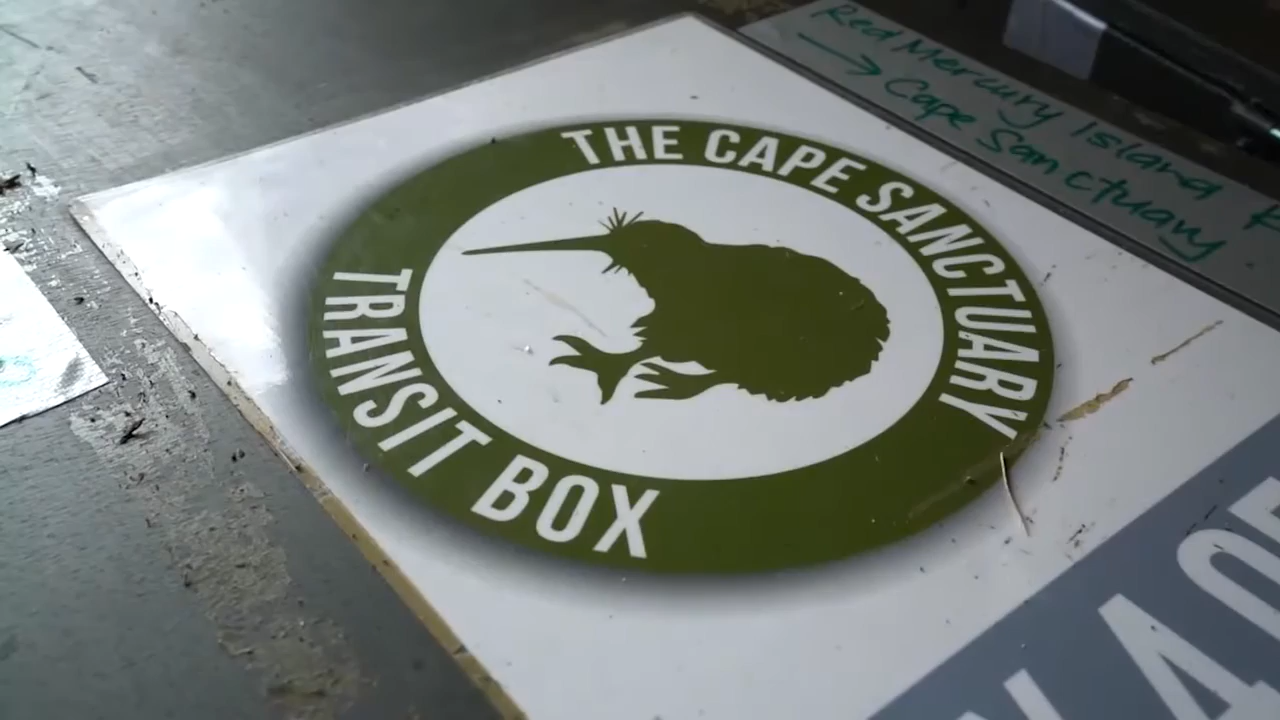 THE CAPE SANCTUARY
TRANSIT BOX
Red Mercury Island
→ Cape Sanctuary